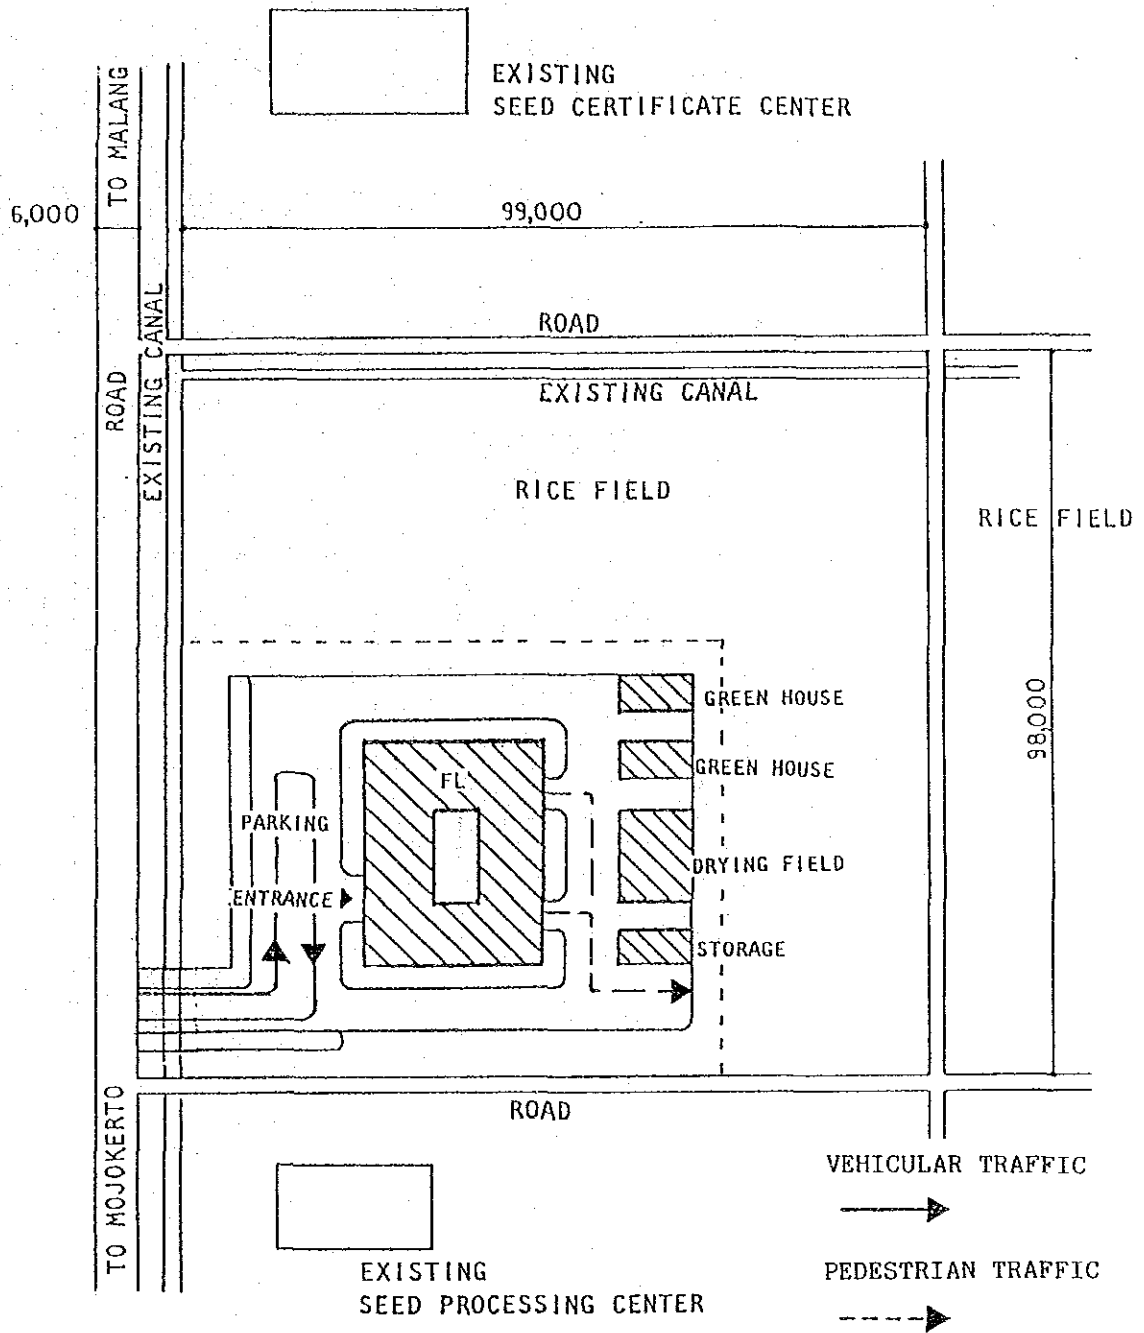 EXISTING
SEED CERTIFICATE CENTER
TO MALANG
6,000
99,000
ROAD
EXISTING CANAL
ROAD
EXISTING CANAL
RICE FIELD
RICE FIELD
98,000
GREEN HOUSE
GREEN HOUSE
FL
PARKING
DRYING FIELD
ENTRANCE
STORAGE
ROAD
TO MOJOKERTO
VEHICULAR TRAFFIC
EXISTING
SEED PROCESSING CENTER
PEDESTRIAN TRAFFIC